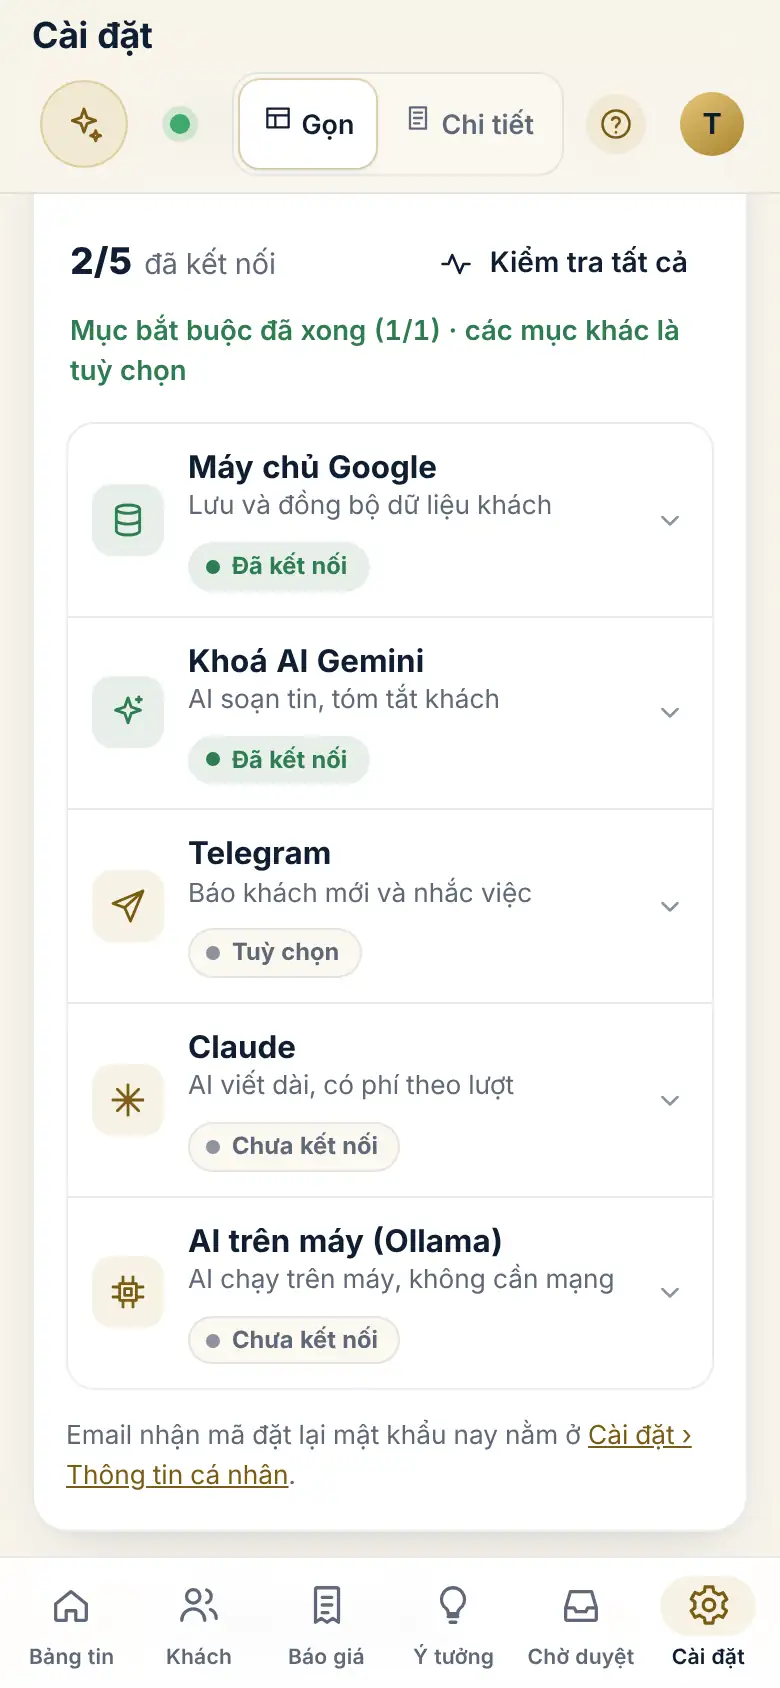 Cài đặt
Gọn
Chi tiết
T
2/5 đã kết nối
Kiểm tra tất cả
Mục bắt buộc đã xong (1/1) · các mục khác là
tuỳ chọn
Máy chủ Google
Lưu và đồng bộ dữ liệu khách
Đã kết nối
Khoá AI Gemini
AI soạn tin, tóm tắt khách
Đã kết nối
Telegram
Báo khách mới và nhắc việc
Tuỳ chọn
Claude
AI viết dài, có phí theo lượt
Chưa kết nối
AI trên máy (Ollama)
AI chạy trên máy, không cần mạng
Chưa kết nối
Email nhận mã đặt lại mật khẩu nay nằm ở Cài đặt ›
Thông tin cá nhân.
Bảng tin
Khách
Báo giá
Ý tưởng
Chờ duyệt
Cài đặt